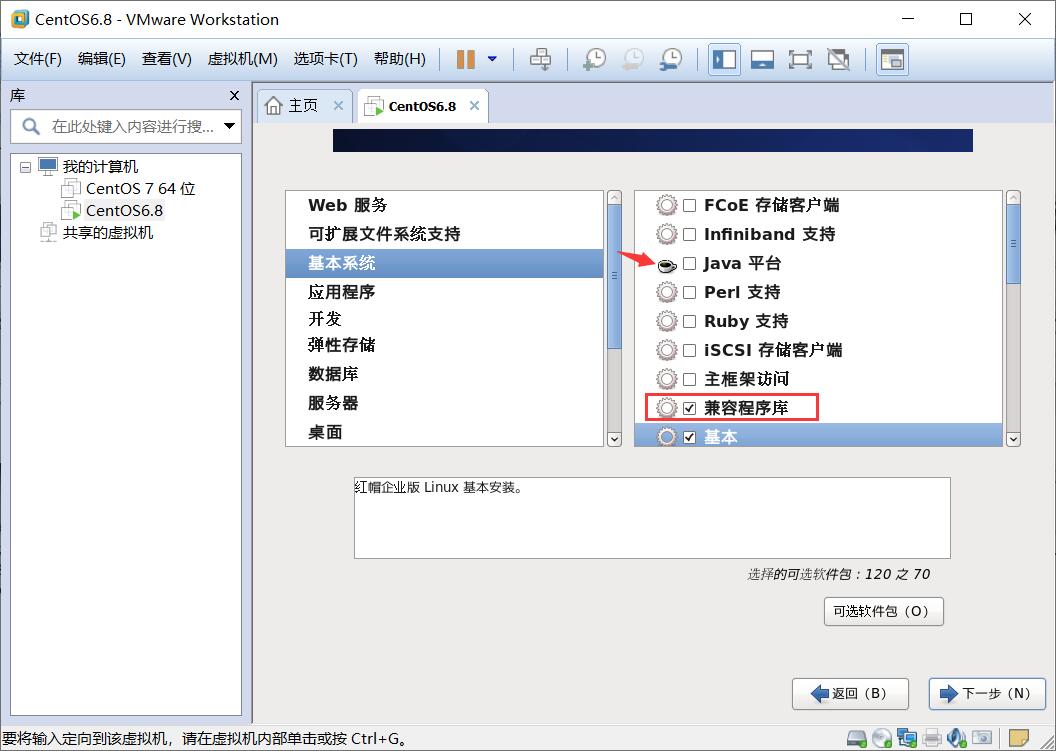 CentOS6.8 - VMware Workstation
文件(F) 编辑(E) 查看(V) 虚拟机(M) 选项卡(T) 帮助(H)
库
在此处键入内容进行搜...
我的计算机
CentOS 7 64 位
CentOS6.8
共享的虚拟机
主页
CentOS6.8
Web 服务
可扩展文件系统支持
基本系统
应用程序
开发
弹性存储
数据库
服务器
桌面
FCoE 存储客户端
Infiniband 支持
Java 平台
Perl 支持
Ruby 支持
iSCSI 存储客户端
主框架访问
兼容程序库
基本
红帽企业版 Linux 基本安装。
选择的可选软件包：120 之 70
可选软件包（O）
返回（B）
下一步（N）
要将输入定向到该虚拟机，请在虚拟机内部单击或按 Ctrl+G。